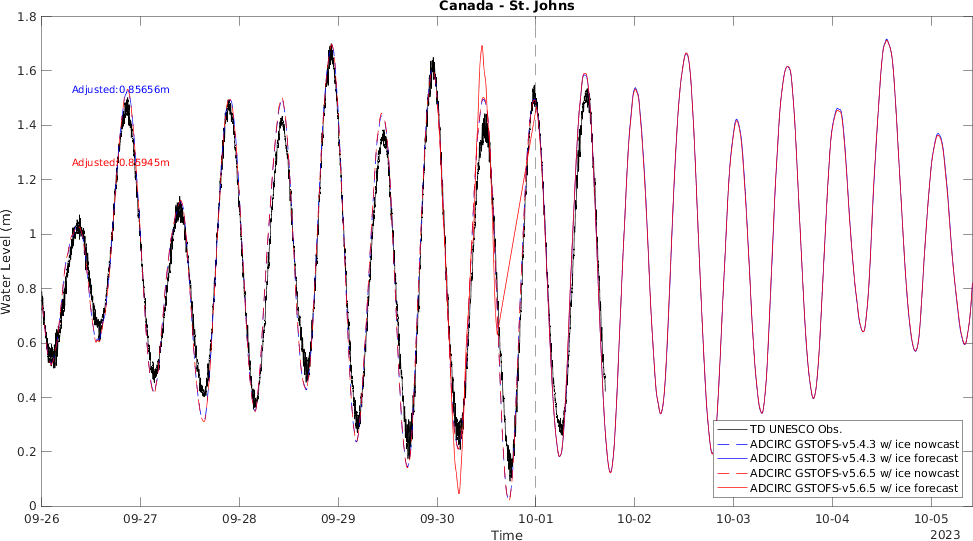 Canada - St. Johns
1.8
1.6
1.4
1.2
1
0.8
0.6
0.4
0.2
0
Water Level (m)
Adjusted:0.85656m
Adjusted:0.85945m
TD UNESCO Obs.
ADCIRC GSTOFS-v5.4.3 w/ ice nowcast
ADCIRC GSTOFS-v5.4.3 w/ ice forecast
ADCIRC GSTOFS-v5.6.5 w/ ice nowcast
ADCIRC GSTOFS-v5.6.5 w/ ice forecast
09-26 09-27 09-28 09-29 09-30 10-01 10-02 10-03 10-04 10-05
Time
2023